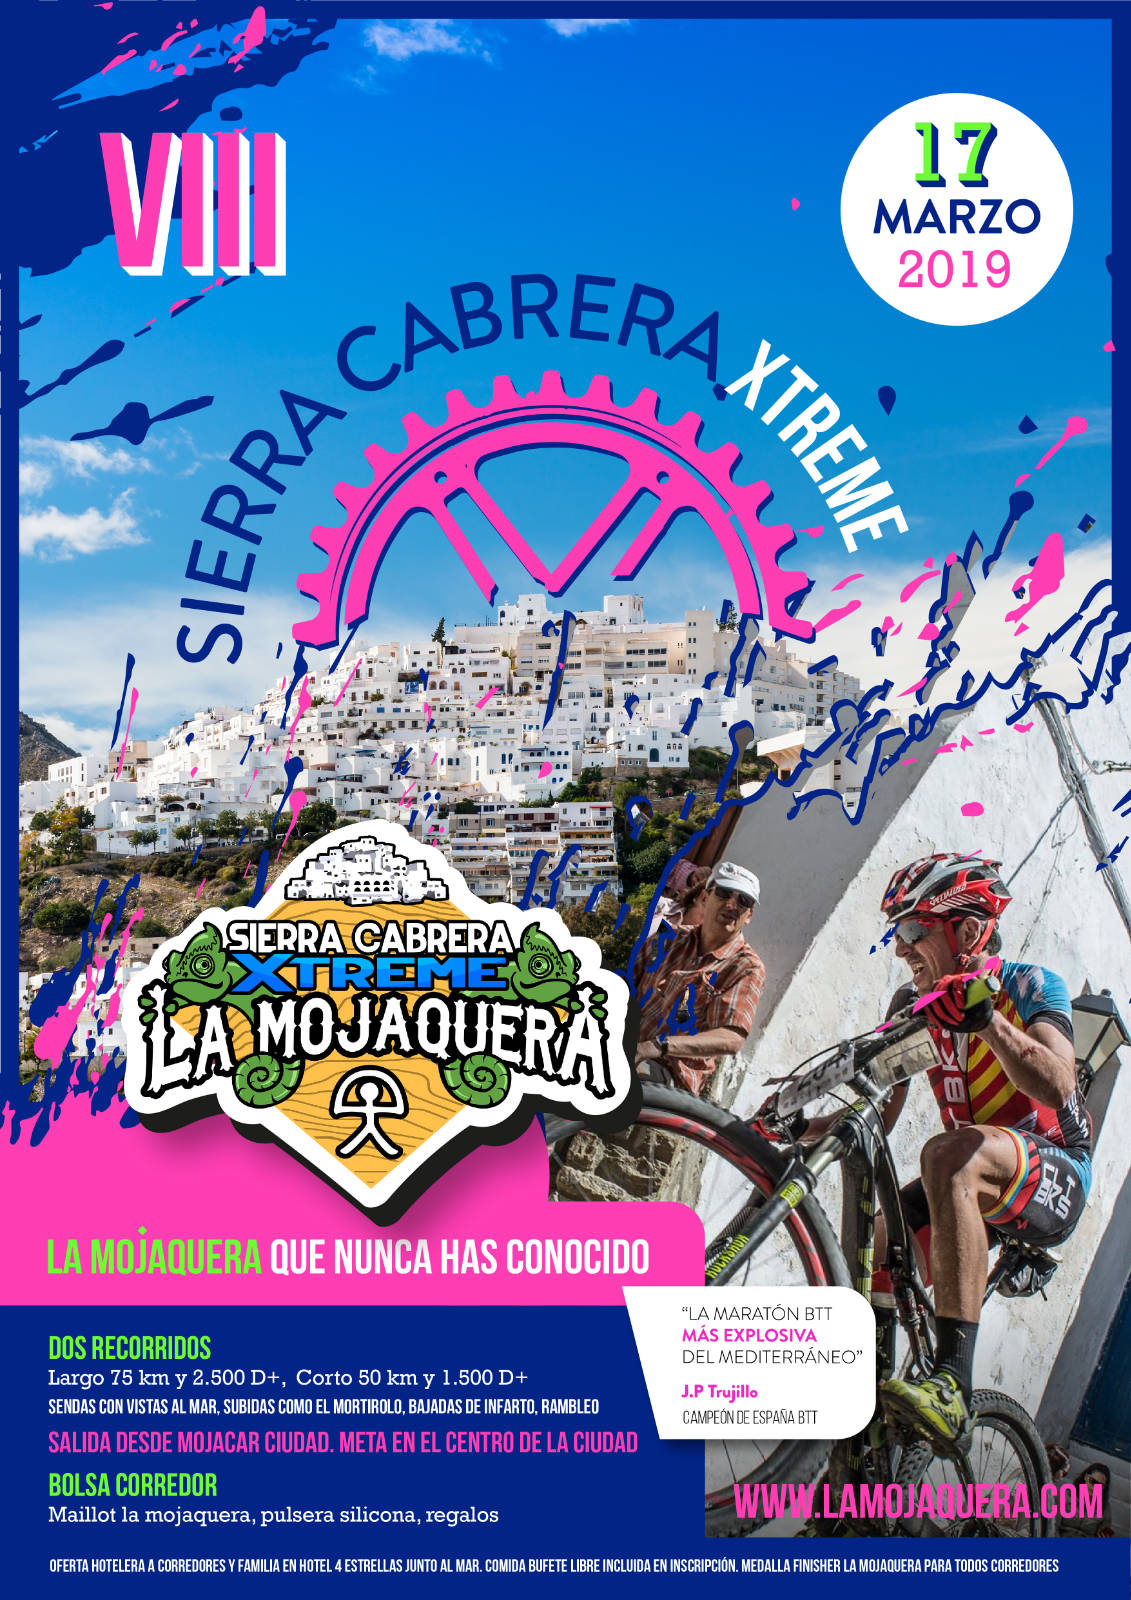 VIII
17
MARZO
2019
SIERRA CABRERA XTREME
SIERRA CABRERA
XTREME
LA MOJAQUERA
LA MOJAQUERA QUE NUNCA HAS CONOCIDO
“LA MARATÓN BTT
MÁS EXPLOSIVA
DEL MEDITERRÁNEO”
J.P Trujillo
CAMPEÓN DE ESPAÑA BTT
DOS RECORRIDOS
Largo 75 km y 2.500 D+, Corto 50 km y 1.500 D+
SENDAS CON VISTAS AL MAR, SUBIDAS COMO EL MORTIROLO, BAJADAS DE INFARTO, RAMBLEO
SALIDA DESDE MOJACAR CIUDAD. META EN EL CENTRO DE LA CIUDAD
BOLSA CORREDOR
Maillot la mojaquera, pulsera silicona, regalos
WWW.LAMOJAQUERA.COM
OFERTA HOTELERA A CORREDORES Y FAMILIA EN HOTEL 4 ESTRELLAS JUNTO AL MAR. COMIDA BUFETE LIBRE INCLUIDA EN INSCRIPCIÓN. MEDALLA FINISHER LA MOJAQUERA PARA TODOS CORREDORES